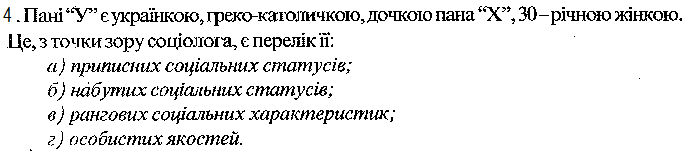 4. Пані “У” є українкою, греко-католичкою, дочкою пана “Х”, 30–річною жінкою.
Це, з точки зору соціолога, є перелік її:
а) приписних соціальних статусів;
б) набутих соціальних статусів;
в) рангових соціальних характеристик;
г) особистих якостей.